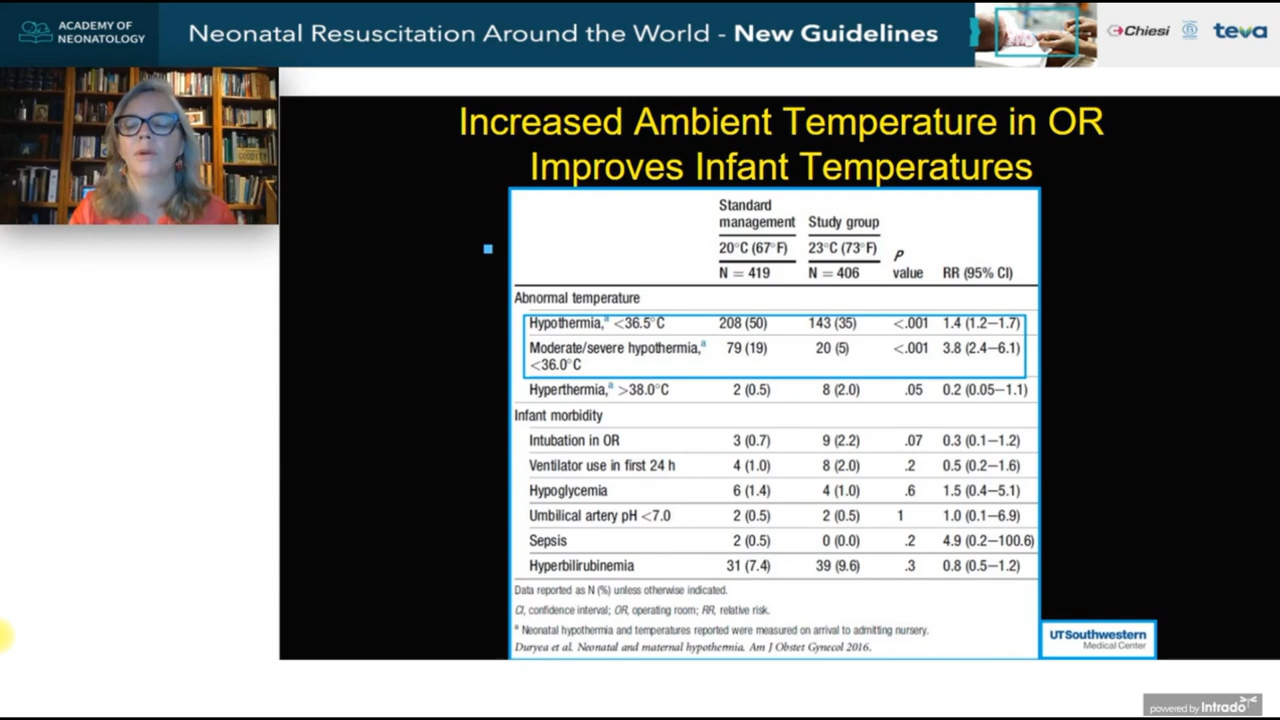 ACADEMY OF
NEONATOLOGY
Neonatal Resuscitation Around the World - New Guidelines
Chiesi
teva
Increased Ambient Temperature in OR
Improves Infant Temperatures
Standard management Study group
20°C (67°F) 23°C (73°F) P
N = 419 N = 406 value RR (95% CI)
Abnormal temperature
Hypothermia,ᵃ <36.5°C 208 (50) 143 (35) <.001 1.4 (1.2–1.7)
Moderate/severe hypothermia,ᵃ 79 (19) 20 (5) <.001 3.8 (2.4–6.1)
<36.0°C
Hyperthermia,ᵃ >38.0°C 2 (0.5) 8 (2.0) .05 0.2 (0.05–1.1)
Infant morbidity
Intubation in OR 3 (0.7) 9 (2.2) .07 0.3 (0.1–1.2)
Ventilator use in first 24 h 4 (1.0) 8 (2.0) .2 0.5 (0.2–1.6)
Hypoglycemia 6 (1.4) 4 (1.0) .6 1.5 (0.4–5.1)
Umbilical artery pH <7.0 2 (0.5) 2 (0.5) 1 1.0 (0.1–6.9)
Sepsis 2 (0.5) 0 (0.0) .2 4.9 (0.2–100.6)
Hyperbilirubinemia 31 (7.4) 39 (9.6) .3 0.8 (0.5–1.2)
Data reported as N (%) unless otherwise indicated.
CI, confidence interval; OR, operating room; RR, relative risk.
ᵃ Neonatal hypothermia and temperatures reported were measured on arrival to admitting nursery.
Duryea et al. Neonatal and maternal hypothermia. Am J Obstet Gynecol 2016.
UTSouthwestern
Medical Center
powered by Intrado